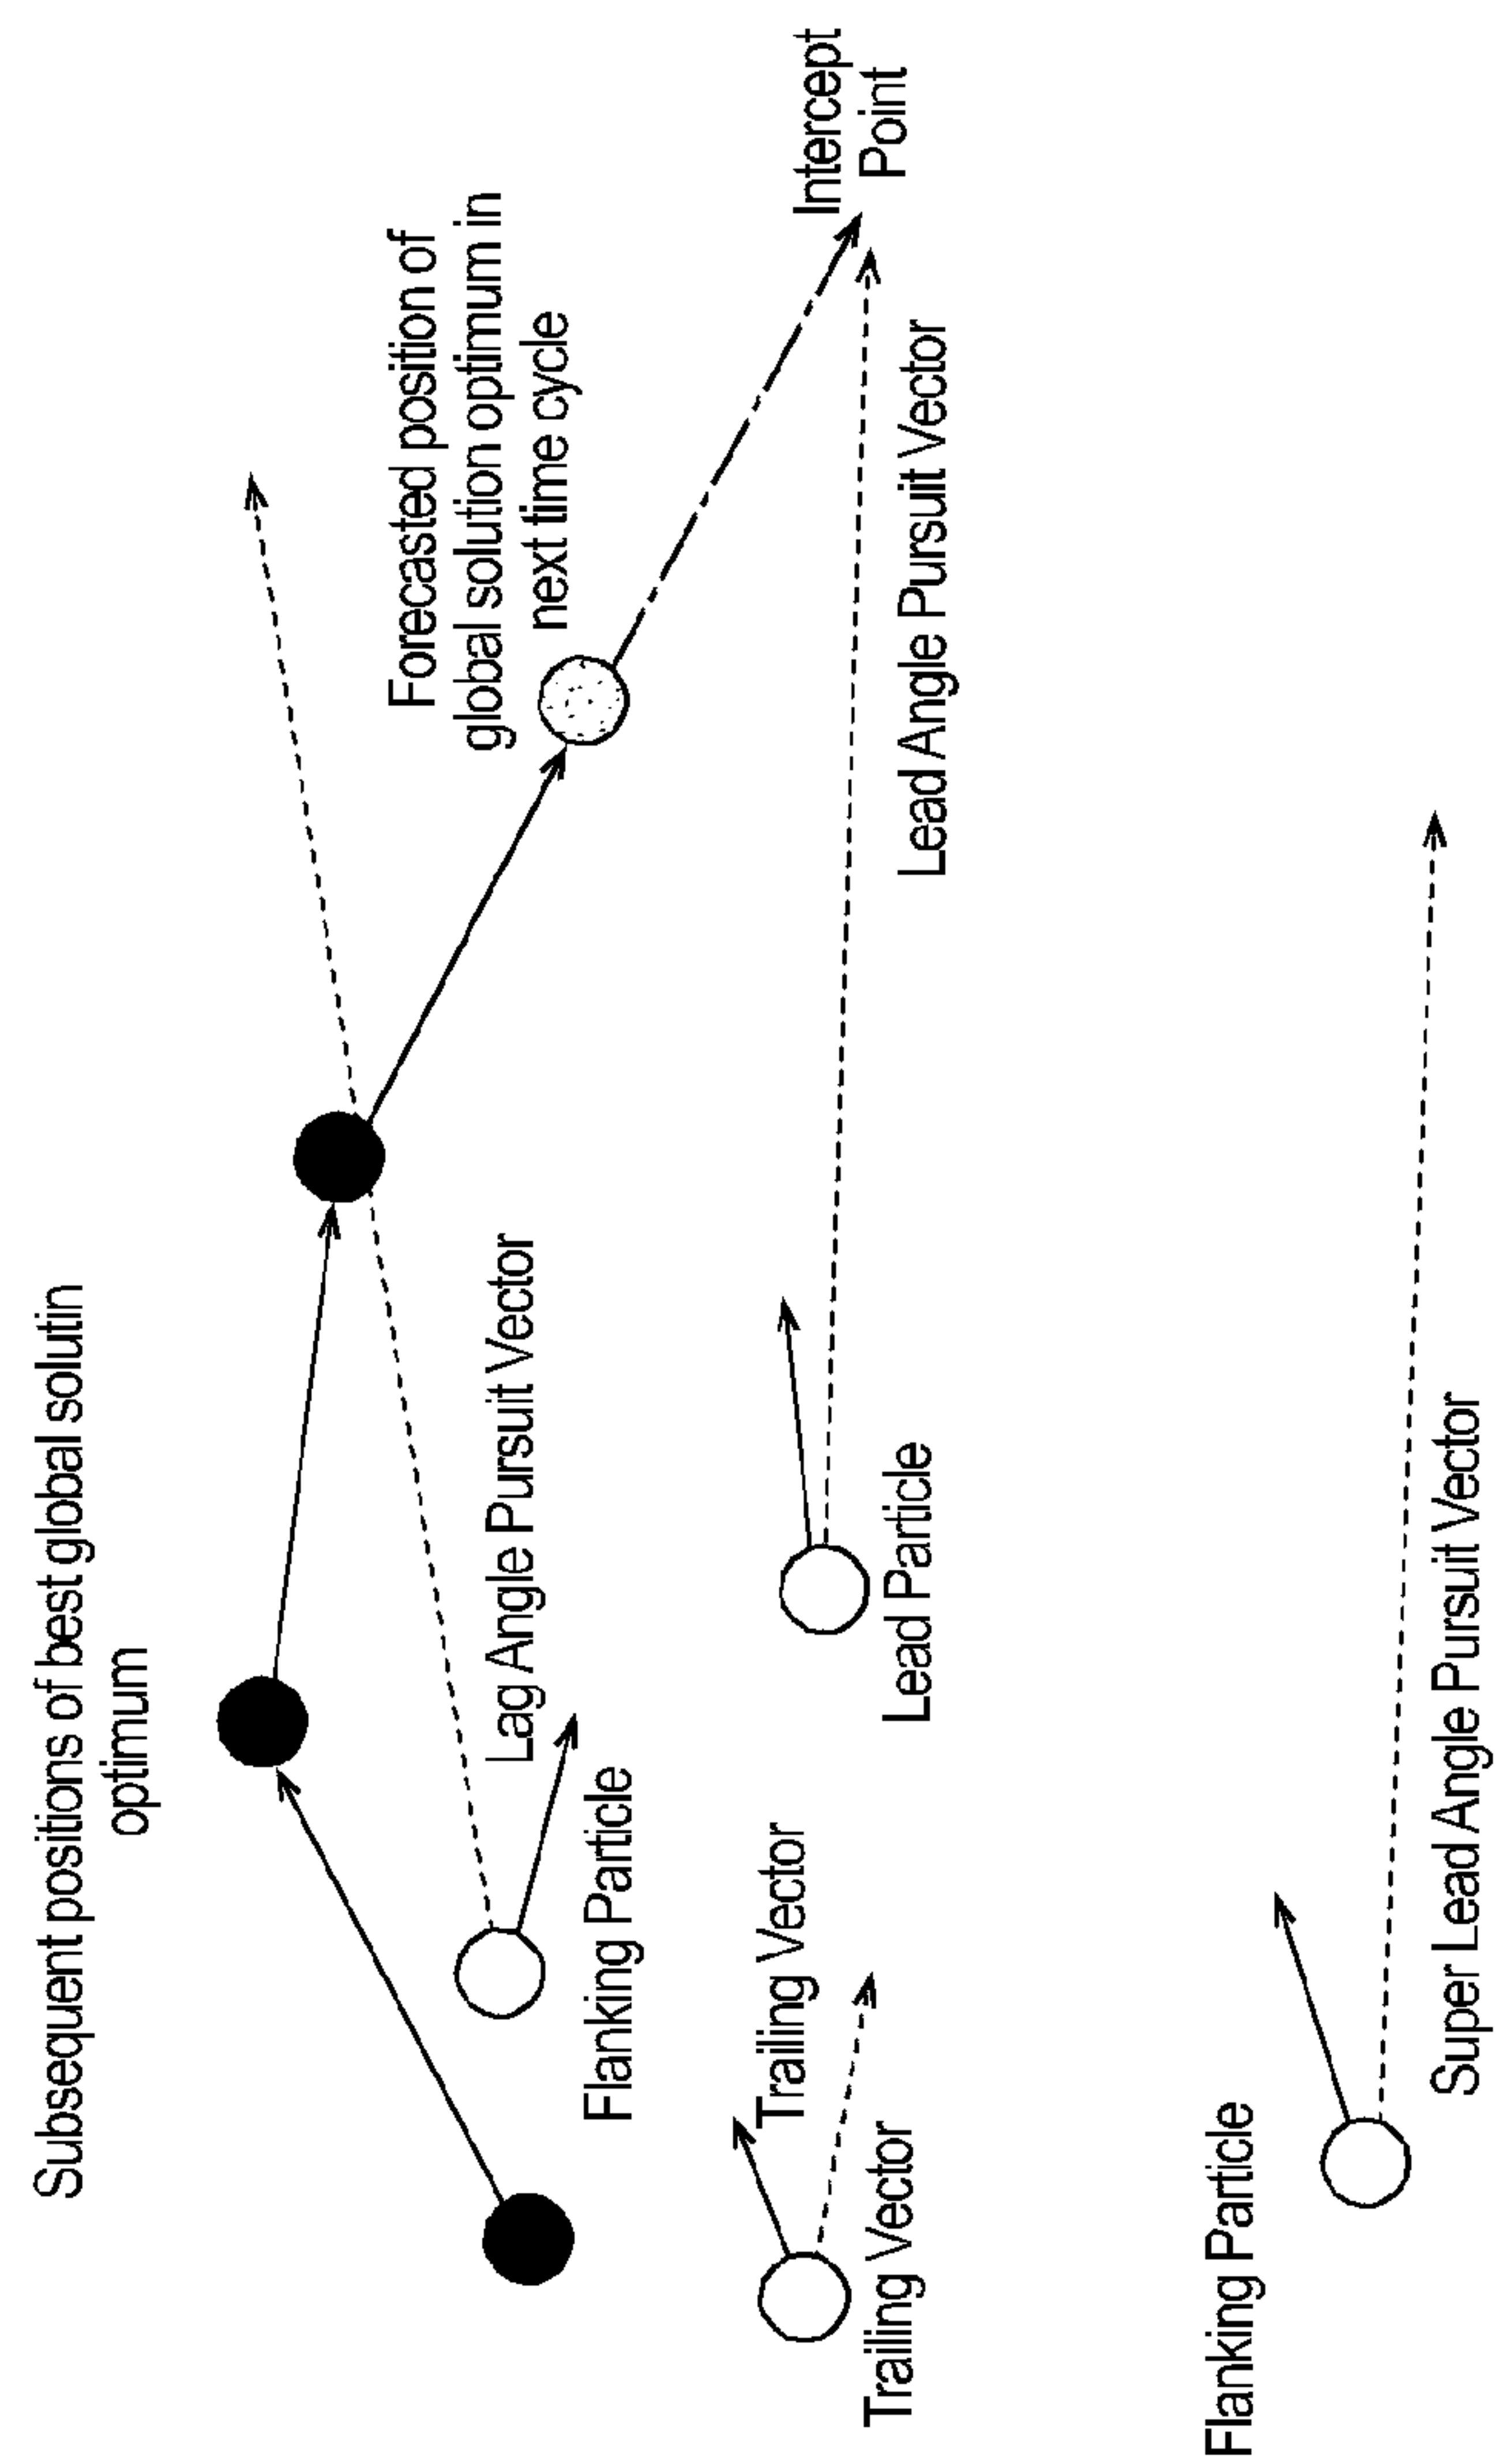 Subsequent positions of best global solutin
optimum
Forecasted position of
global solution optimum in
next time cycle
Lag Angle Pursuit Vector
Flanking Particle
Intercept
Point
Trailing Vector
Trailing Vector
Lead Particle
Lead Angle Pursuit Vector
Flanking Particle
Super Lead Angle Pursuit Vector